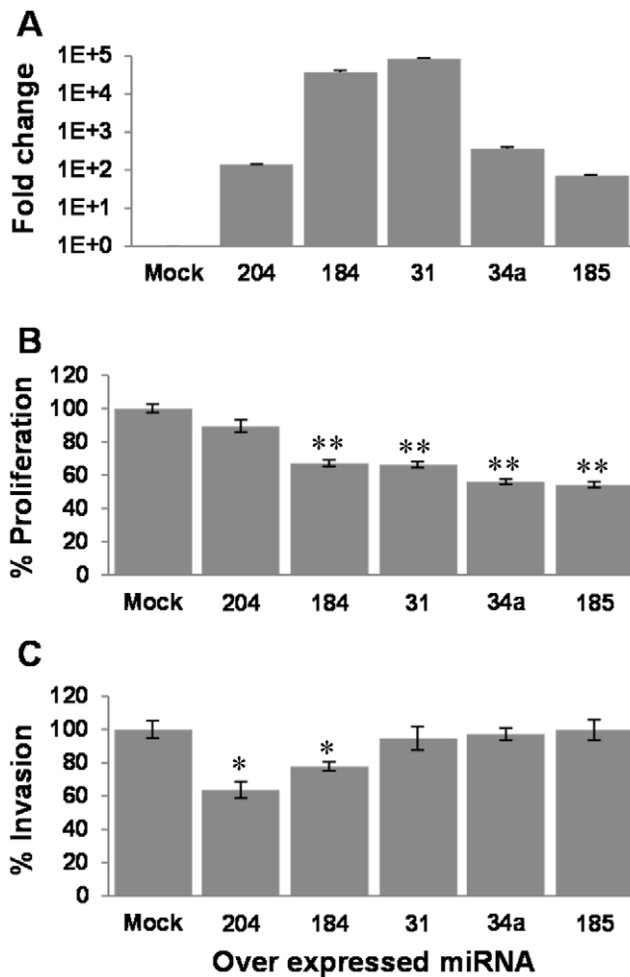 A
Fold change
1E+5
1E+4
1E+3
1E+2
1E+1
1E+0
Mock 204 184 31 34a 185
B
% Proliferation
120
100
80
60
40
20
0
** ** ** **
Mock 204 184 31 34a 185
C
% Invasion
120
100
80
60
40
20
0
* *
Mock 204 184 31 34a 185
Over expressed miRNA